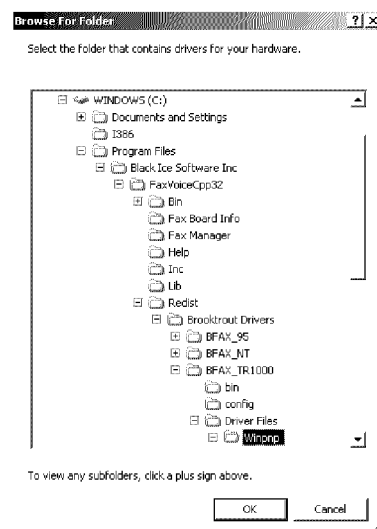 Browse For Folder
Select the folder that contains drivers for your hardware.
WINDOWS (C:)
Documents and Settings
I386
Program Files
Black Ice Software Inc
FaxVoiceCpp32
Bin
Fax Board Info
Fax Manager
Help
Inc
Lib
Redist
Brooktrout Drivers
BFAX_95
BFAX_NT
BFAX_TR1000
bin
config
Driver Files
Winpnp
To view any subfolders, click a plus sign above.
OK Cancel